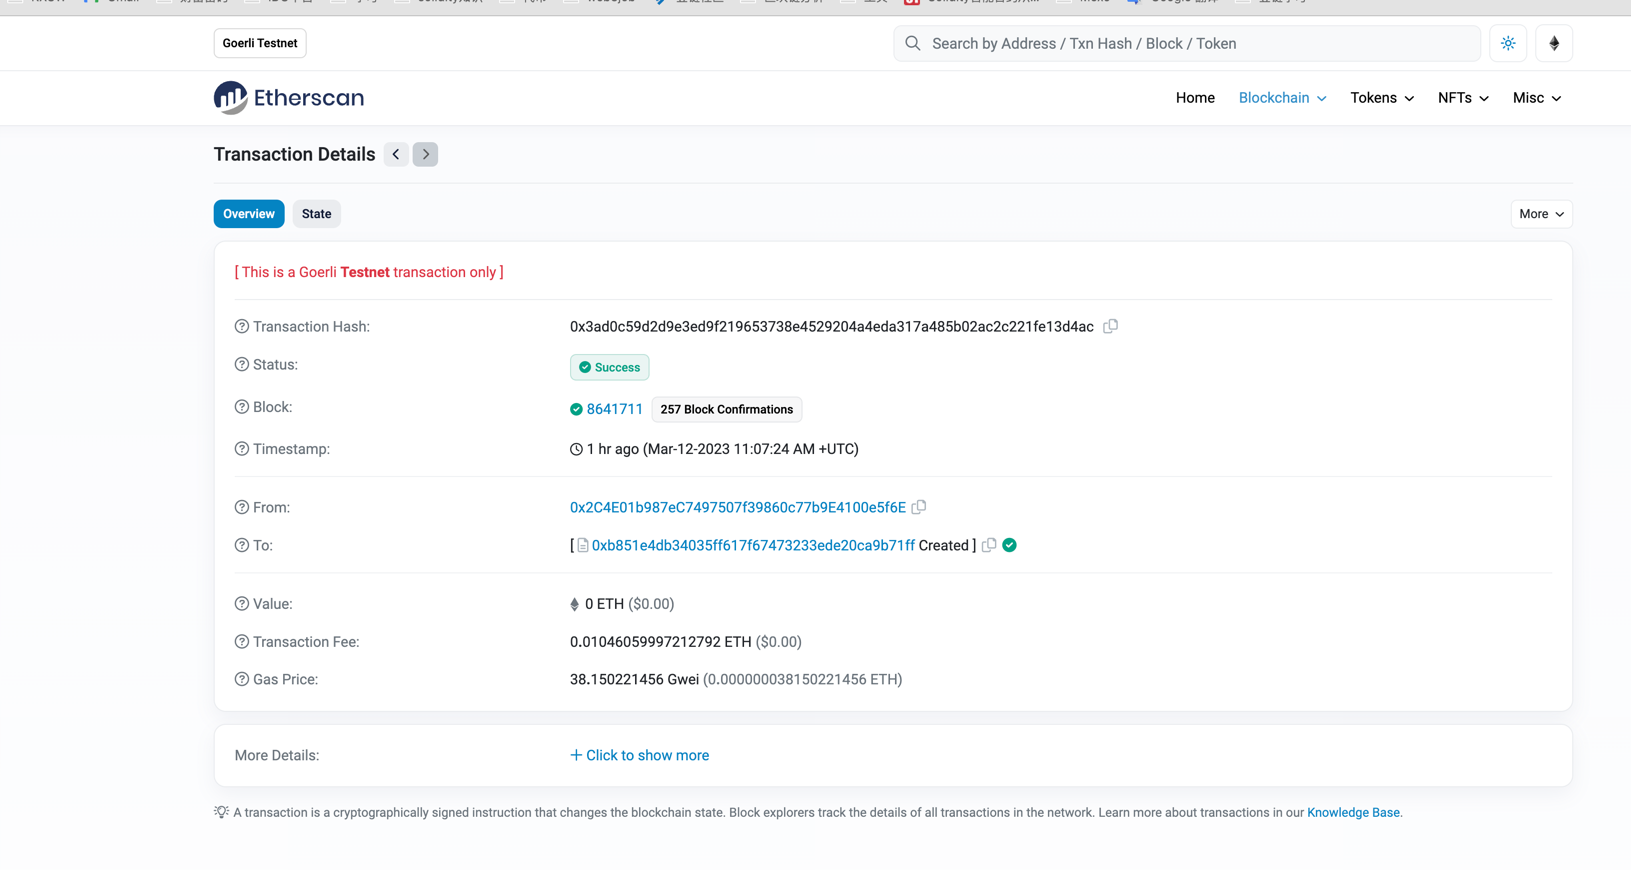 Goerli Testnet
Search by Address / Txn Hash / Block / Token
Etherscan
Home Blockchain Tokens NFTs Misc
Transaction Details
Overview State More
[ This is a Goerli Testnet transaction only ]
Transaction Hash: 0x3ad0c59d2d9e3ed9f219653738e4529204a4eda317a485b02ac2c221fe13d4ac
Status: Success
Block: 8641711 257 Block Confirmations
Timestamp: 1 hr ago (Mar-12-2023 11:07:24 AM +UTC)
From: 0x2C4E01b987eC7497507f39860c77b9E4100e5f6E
To: [ 0xb851e4db34035ff617f67473233ede20ca9b71ff Created ]
Value: 0 ETH ($0.00)
Transaction Fee: 0.01046059997212792 ETH ($0.00)
Gas Price: 38.150221456 Gwei (0.000000038150221456 ETH)
More Details: + Click to show more
A transaction is a cryptographically signed instruction that changes the blockchain state. Block explorers track the details of all transactions in the network. Learn more about transactions in our Knowledge Base.